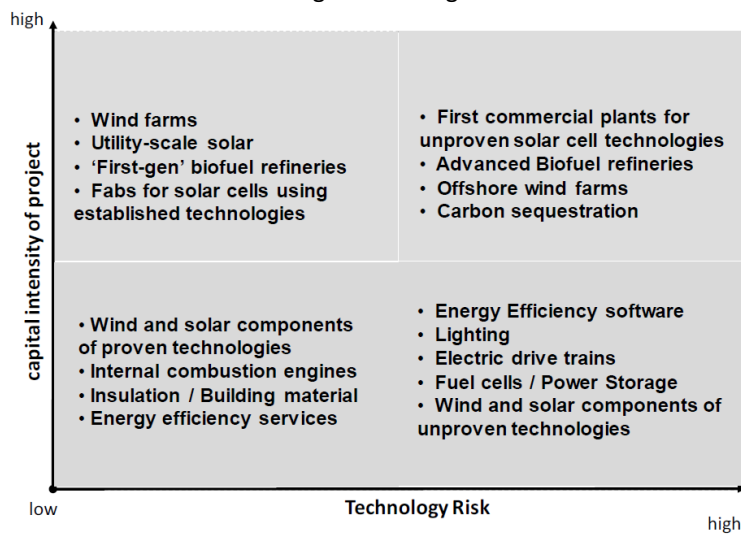 high
capital intensity of project
• Wind farms
• Utility-scale solar
• ‘First-gen’ biofuel refineries
• Fabs for solar cells using
established technologies
• First commercial plants for
unproven solar cell technologies
• Advanced Biofuel refineries
• Offshore wind farms
• Carbon sequestration
• Wind and solar components
of proven technologies
• Internal combustion engines
• Insulation / Building material
• Energy efficiency services
• Energy Efficiency software
• Lighting
• Electric drive trains
• Fuel cells / Power Storage
• Wind and solar components of
unproven technologies
low
Technology Risk
high